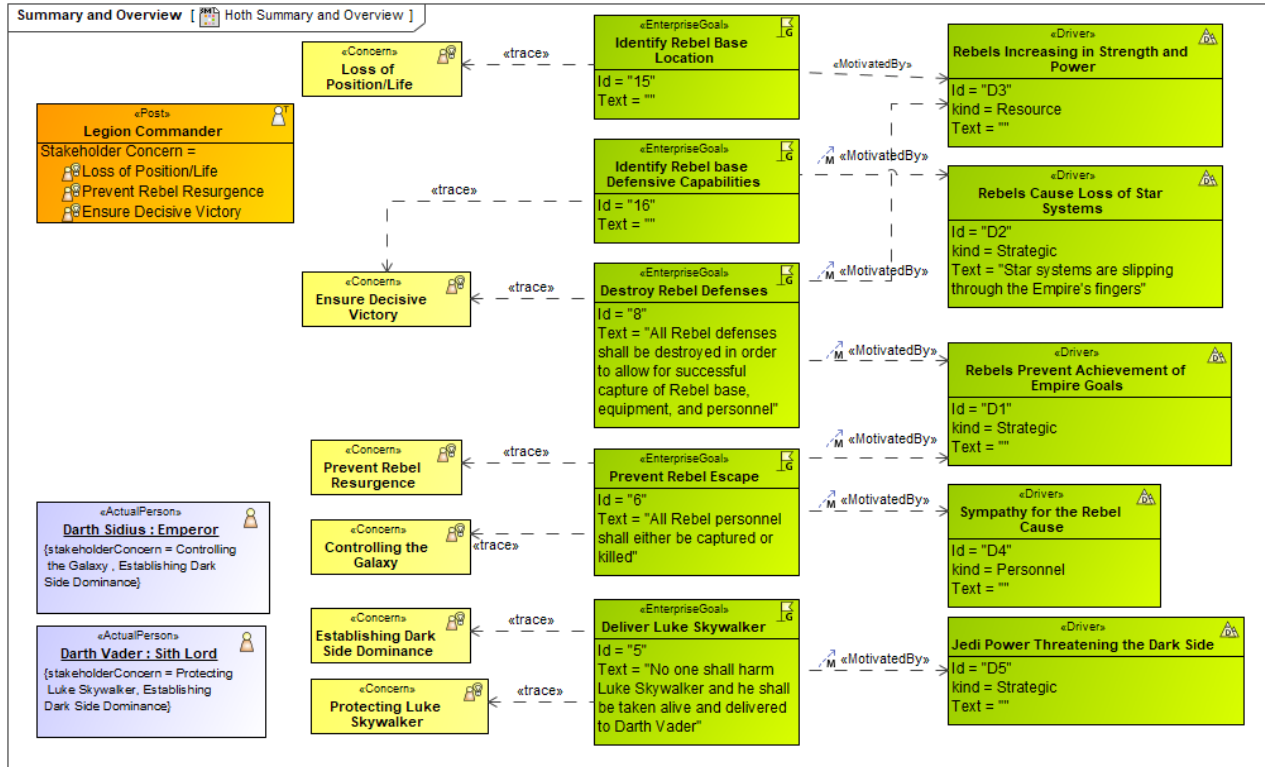 Summary and Overview [ Hoth Summary and Overview ]
«Post»
Legion Commander
Stakeholder Concern =
Loss of Position/Life
Prevent Rebel Resurgence
Ensure Decisive Victory
«ActualPerson»
Darth Sidius : Emperor
{stakeholderConcern = Controlling
the Galaxy , Establishing Dark
Side Dominance}
«ActualPerson»
Darth Vader : Sith Lord
{stakeholderConcern = Protecting
Luke Skywalker, Establishing
Dark Side Dominance}
«Concern»
Loss of
Position/Life
«Concern»
Ensure Decisive
Victory
«Concern»
Prevent Rebel
Resurgence
«Concern»
Controlling the
Galaxy
«Concern»
Establishing Dark
Side Dominance
«Concern»
Protecting Luke
Skywalker
«trace»
«trace»
«trace»
«trace»
«trace»
«trace»
«trace»
«EnterpriseGoal»
Identify Rebel Base
Location
Id = "15"
Text = ""
«EnterpriseGoal»
Identify Rebel base
Defensive Capabilities
Id = "16"
Text = ""
«EnterpriseGoal»
Destroy Rebel Defenses
Id = "8"
Text = "All Rebel defenses
shall be destroyed in order
to allow for successful
capture of Rebel base,
equipment, and personnel"
«EnterpriseGoal»
Prevent Rebel Escape
Id = "6"
Text = "All Rebel personnel
shall either be captured or
killed"
«EnterpriseGoal»
Deliver Luke Skywalker
Id = "5"
Text = "No one shall harm
Luke Skywalker and he shall
be taken alive and delivered
to Darth Vader"
«MotivatedBy»
M «MotivatedBy»
M «MotivatedBy»
M «MotivatedBy»
M «MotivatedBy»
M «MotivatedBy»
M «MotivatedBy»
«Driver»
Rebels Increasing in Strength and
Power
Id = "D3"
kind = Resource
Text = ""
«Driver»
Rebels Cause Loss of Star
Systems
Id = "D2"
kind = Strategic
Text = "Star systems are slipping
through the Empire's fingers"
«Driver»
Rebels Prevent Achievement of
Empire Goals
Id = "D1"
kind = Strategic
Text = ""
«Driver»
Sympathy for the Rebel
Cause
Id = "D4"
kind = Personnel
Text = ""
«Driver»
Jedi Power Threatening the Dark Side
Id = "D5"
kind = Strategic
Text = ""